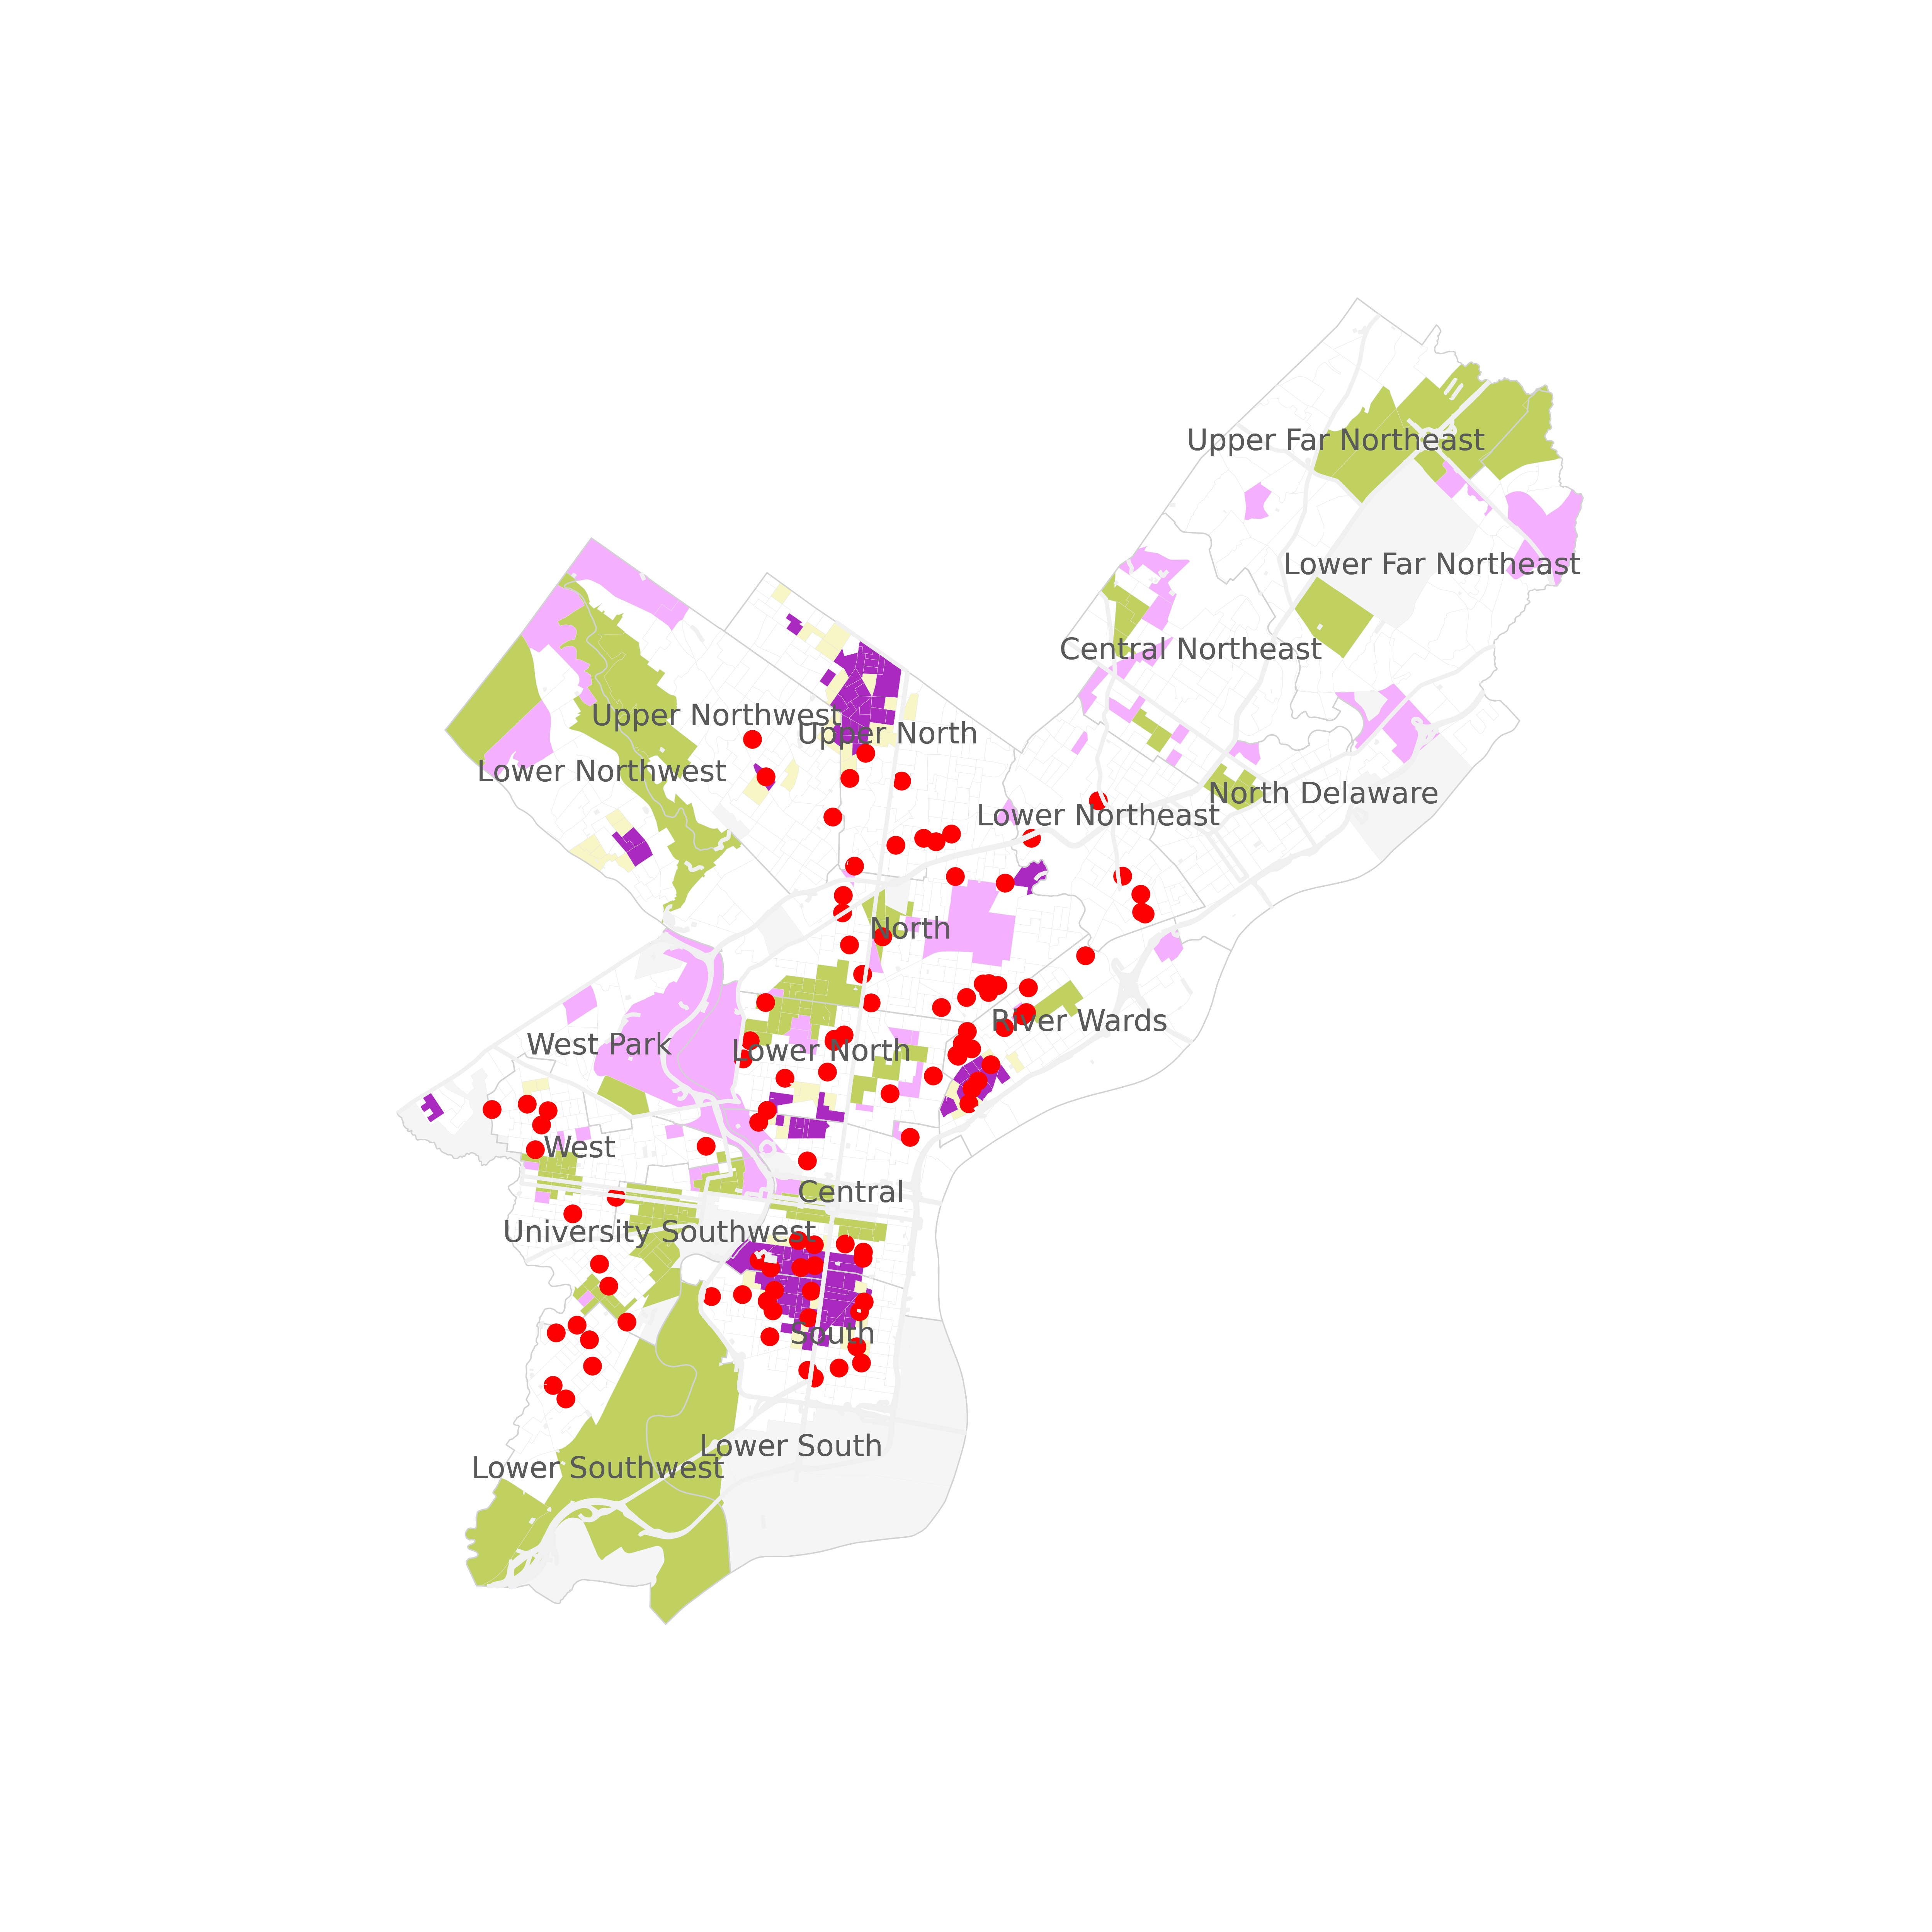 Upper Far Northeast
Lower Far Northeast
Central Northeast
Upper Northwest
Upper North
Lower Northwest
North Delaware
Lower Northeast
North
River Wards
West Park
Lower North
West
Central
University Southwest
South
Lower South
Lower Southwest